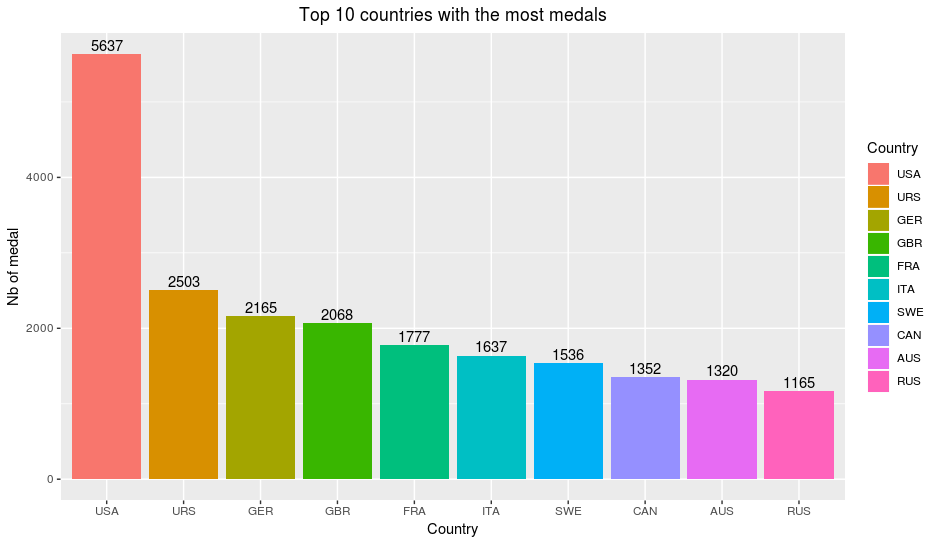 Top 10 countries with the most medals
5637
2503
2165
2068
1777
1637
1536
1352
1320
1165
Nb of medal
4000
2000
0
USA
URS
GER
GBR
FRA
ITA
SWE
CAN
AUS
RUS
Country
Country
USA
URS
GER
GBR
FRA
ITA
SWE
CAN
AUS
RUS